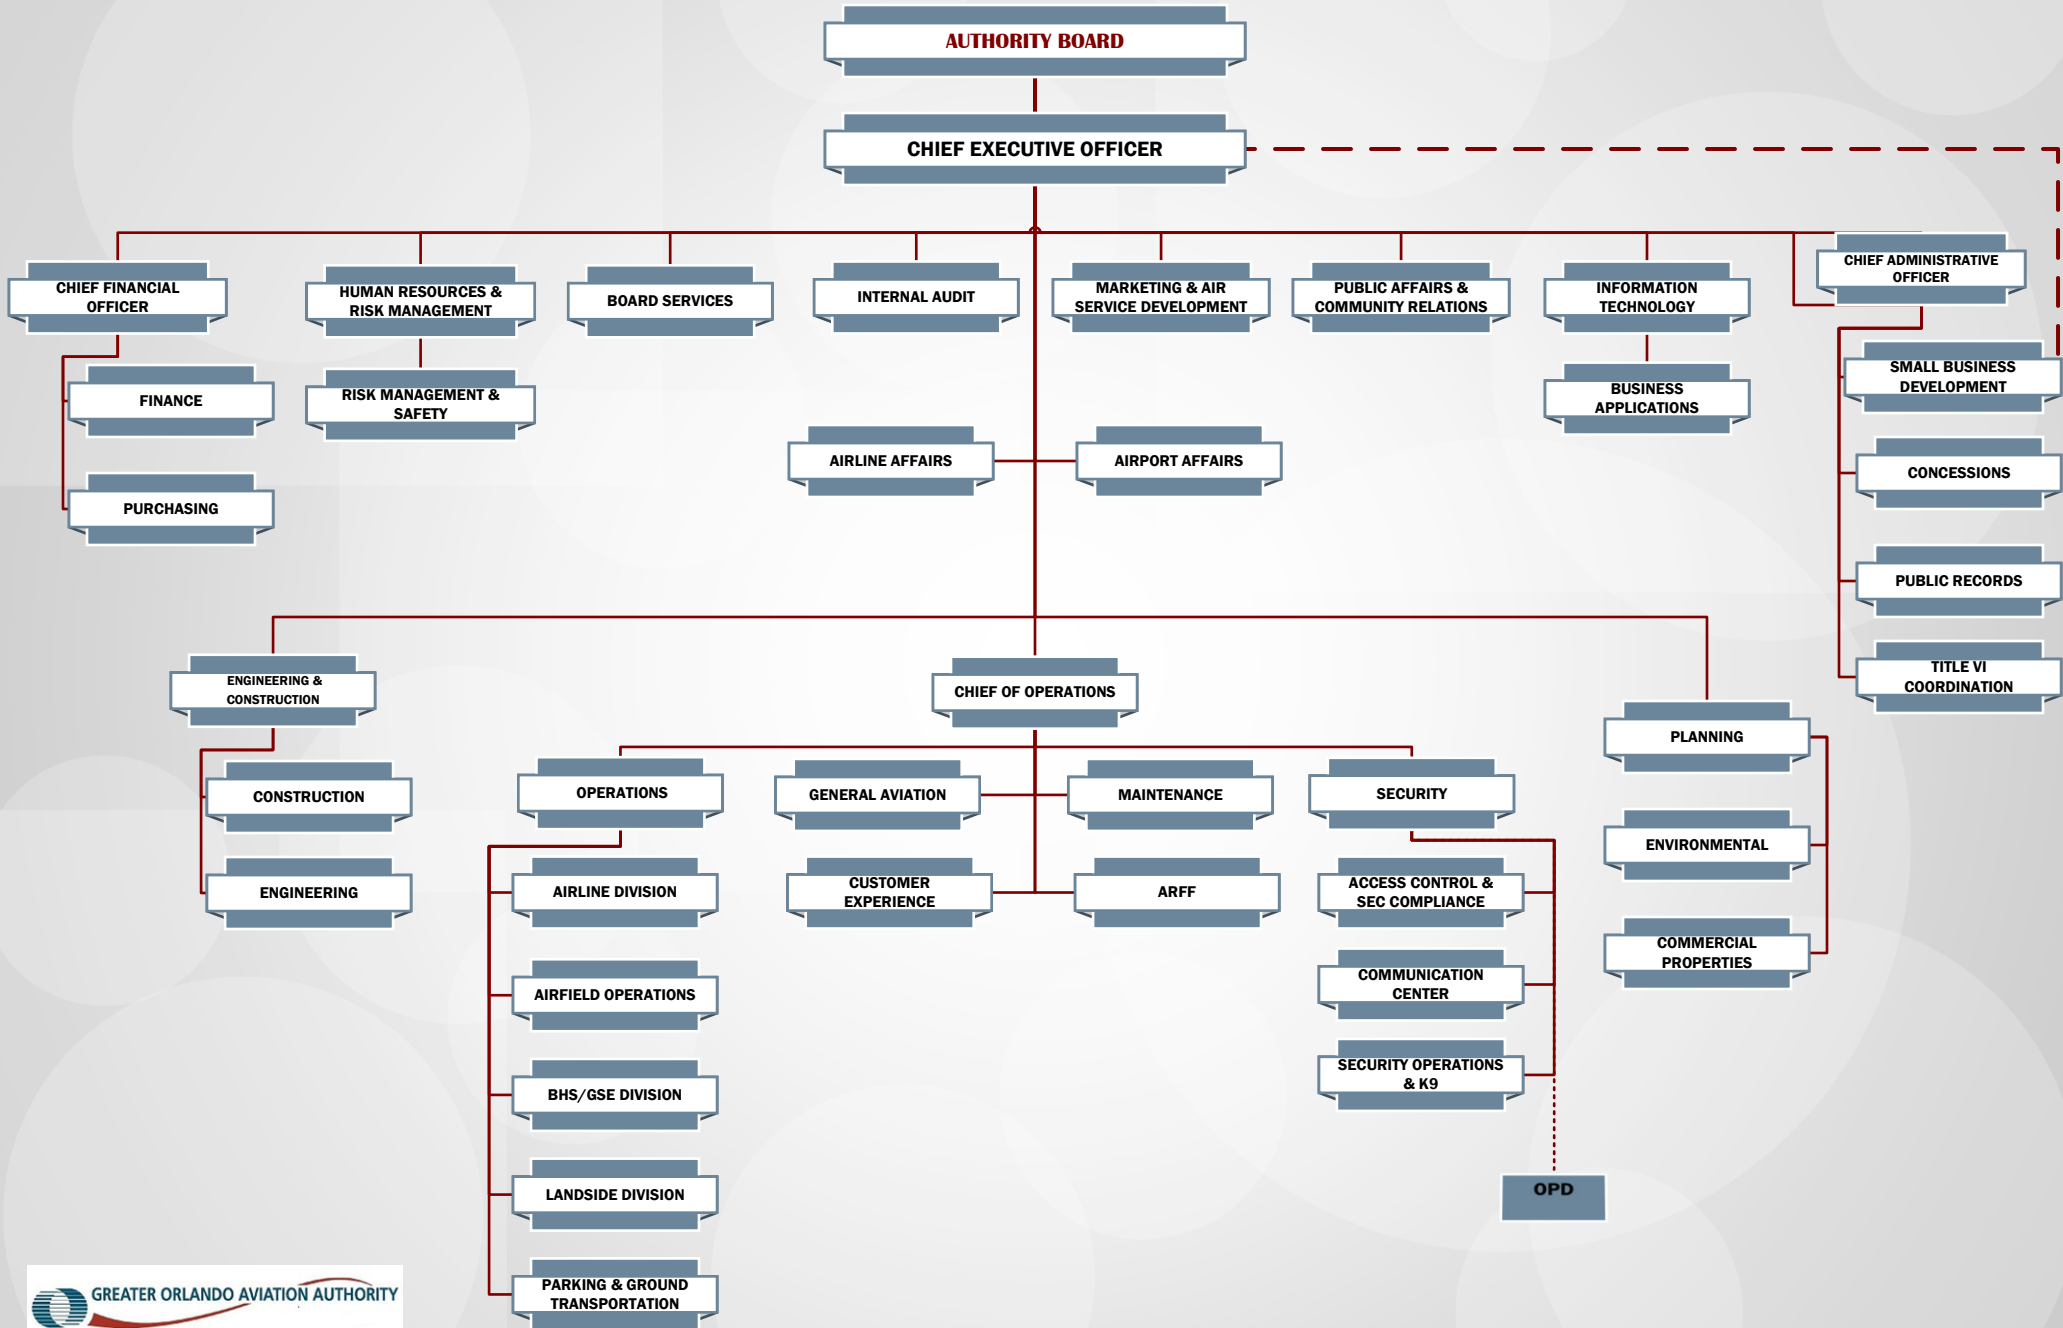 AUTHORITY BOARD
CHIEF EXECUTIVE OFFICER
CHIEF FINANCIAL
OFFICER
HUMAN RESOURCES &
RISK MANAGEMENT
BOARD SERVICES
INTERNAL AUDIT
MARKETING & AIR
SERVICE DEVELOPMENT
PUBLIC AFFAIRS &
COMMUNITY RELATIONS
INFORMATION
TECHNOLOGY
CHIEF ADMINISTRATIVE
OFFICER
FINANCE
PURCHASING
RISK MANAGEMENT &
SAFETY
BUSINESS
APPLICATIONS
SMALL BUSINESS
DEVELOPMENT
CONCESSIONS
PUBLIC RECORDS
TITLE VI
COORDINATION
AIRLINE AFFAIRS
AIRPORT AFFAIRS
ENGINEERING &
CONSTRUCTION
CONSTRUCTION
ENGINEERING
CHIEF OF OPERATIONS
OPERATIONS
AIRLINE DIVISION
AIRFIELD OPERATIONS
BHS/GSE DIVISION
LANDSIDE DIVISION
PARKING & GROUND
TRANSPORTATION
GENERAL AVIATION
MAINTENANCE
CUSTOMER
EXPERIENCE
ARFF
SECURITY
ACCESS CONTROL &
SEC COMPLIANCE
COMMUNICATION
CENTER
SECURITY OPERATIONS
& K9
OPD
PLANNING
ENVIRONMENTAL
COMMERCIAL
PROPERTIES
GREATER ORLANDO AVIATION AUTHORITY